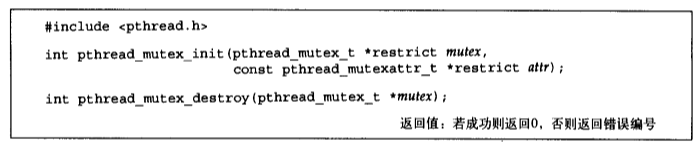 #include <pthread.h>
int pthread_mutex_init(pthread_mutex_t *restrict mutex,
const pthread_mutexattr_t *restrict attr);
int pthread_mutex_destroy(pthread_mutex_t *mutex);
返回值：若成功则返回0，否则返回错误编号